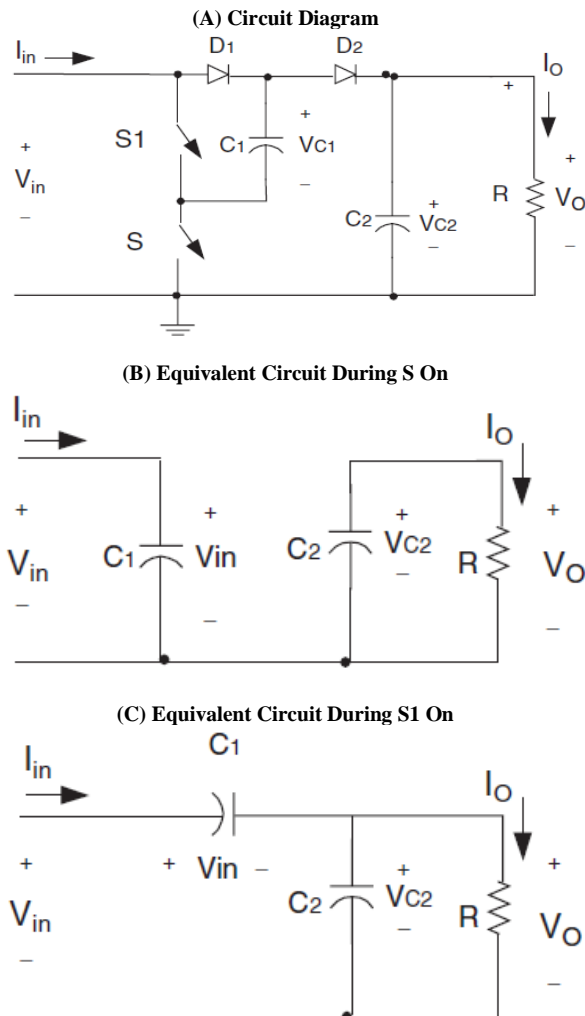 (A) Circuit Diagram
Iin
D1
D2
IO
+
S1
+
C1
VC1
+
Vin
–
–
+
R
VO
S
C2
+
VC2
–
–
(B) Equivalent Circuit During S On
Iin
IO
+
+
+
+
C1
Vin
C2
VC2
R
Vin
–
VO
–
–
–
(C) Equivalent Circuit During S1 On
C1
Iin
IO
+
+ Vin –
+
+
Vin
C2
VC2
R
VO
–
–
–